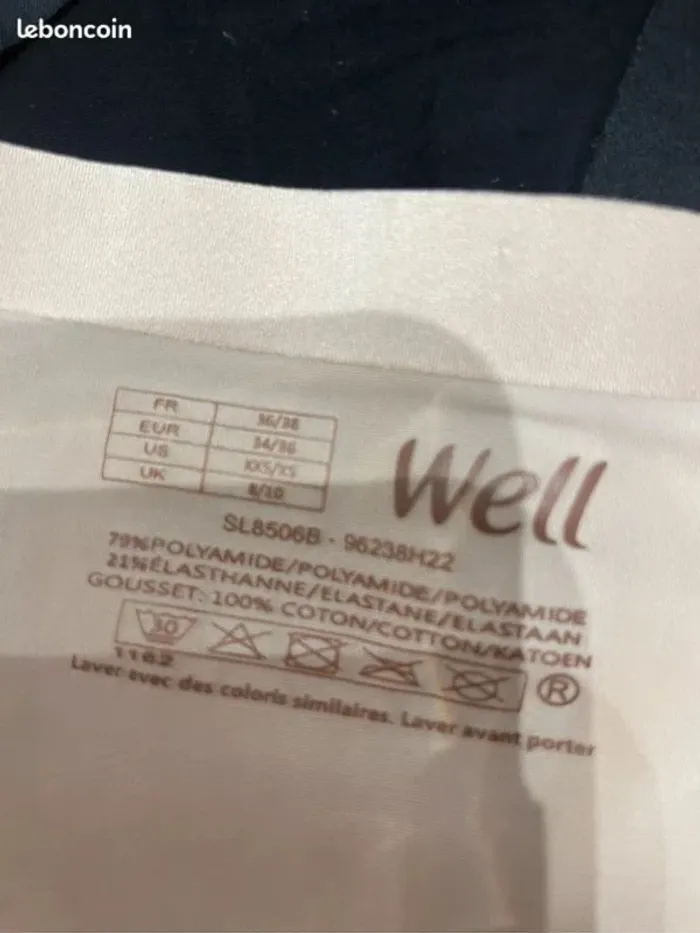 leboncoin
FR 36/38
EUR 34/36
US XXS/XS
UK 8/10
Well
SL8506B - 96238H22
79%POLYAMIDE/POLYAMIDE/POLYAMIDE
21%ÉLASTHANNE/ELASTANE/ELASTAAN
GOUSSET: 100% COTON/COTTON/KATOEN
30
®
1162
Laver avec des coloris similaires. Laver avant porter